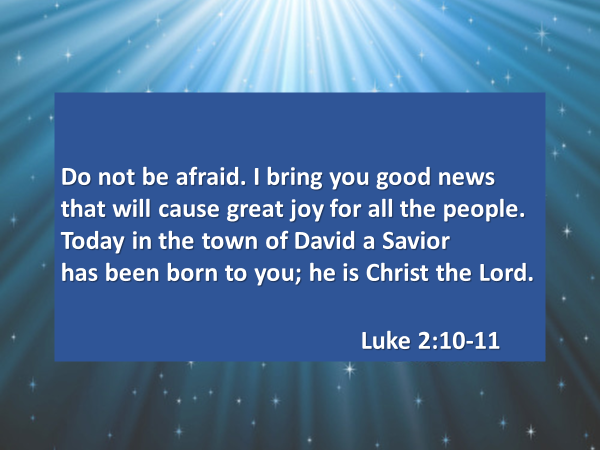 Do not be afraid. I bring you good news
that will cause great joy for all the people.
Today in the town of David a Savior
has been born to you; he is Christ the Lord.
Luke 2:10-11